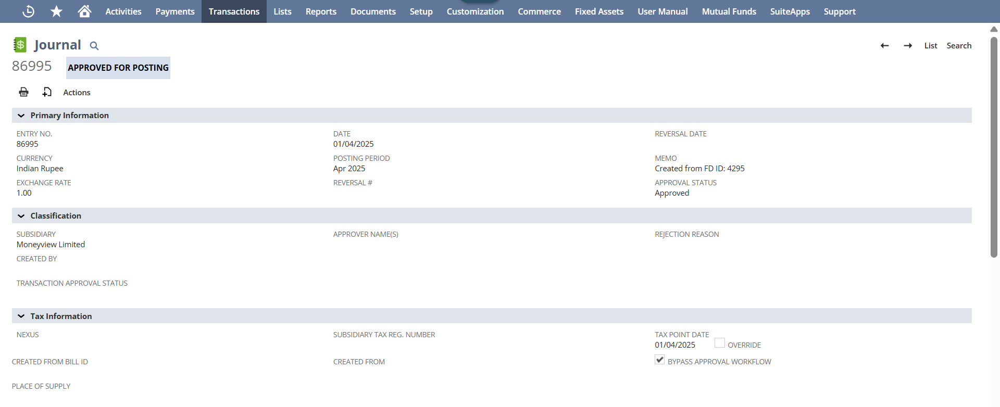 Activities Payments Transactions Lists Reports Documents Setup Customization Commerce Fixed Assets User Manual Mutual Funds SuiteApps Support
Journal
List Search
86995 APPROVED FOR POSTING
Actions
Primary Information
ENTRY NO.
86995
DATE
01/04/2025
REVERSAL DATE
CURRENCY
Indian Rupee
POSTING PERIOD
Apr 2025
MEMO
Created from FD ID: 4295
EXCHANGE RATE
1.00
REVERSAL #
APPROVAL STATUS
Approved
Classification
SUBSIDIARY
Moneyview Limited
APPROVER NAME(S)
REJECTION REASON
CREATED BY
TRANSACTION APPROVAL STATUS
Tax Information
NEXUS
SUBSIDIARY TAX REG. NUMBER
TAX POINT DATE
01/04/2025
OVERRIDE
CREATED FROM BILL ID
CREATED FROM
BYPASS APPROVAL WORKFLOW
PLACE OF SUPPLY